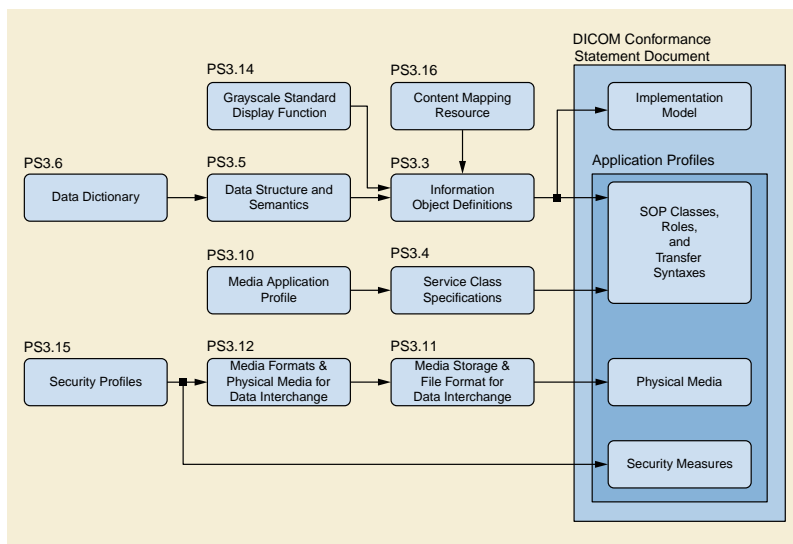 DICOM Conformance
Statement Document
PS3.14
Grayscale Standard
Display Function
PS3.16
Content Mapping
Resource
Implementation
Model
PS3.6
Data Dictionary
PS3.5
Data Structure and
Semantics
PS3.3
Information
Object Definitions
Application Profiles
SOP Classes,
Roles,
and
Transfer
Syntaxes
PS3.10
Media Application
Profile
PS3.4
Service Class
Specifications
PS3.15
Security Profiles
PS3.12
Media Formats &
Physical Media for
Data Interchange
PS3.11
Media Storage &
File Format for
Data Interchange
Physical Media
Security Measures